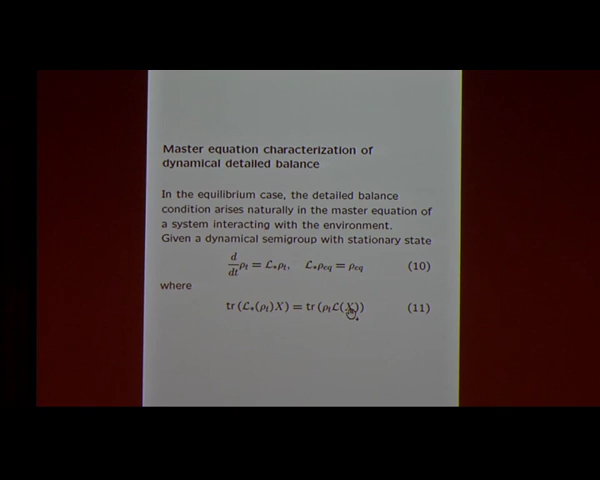 Master equation characterization of
dynamical detailed balance
In the equilibrium case, the detailed balance
condition arises naturally in the master equation of
a system interacting with the environment.
Given a dynamical semigroup with stationary state
d/dt ρ_t = 𝓛_*ρ_t, 𝓛_*ρ_eq = ρ_eq (10)
where
tr (𝓛_*(ρ_t)X) = tr (ρ_t𝓛(X)) (11)